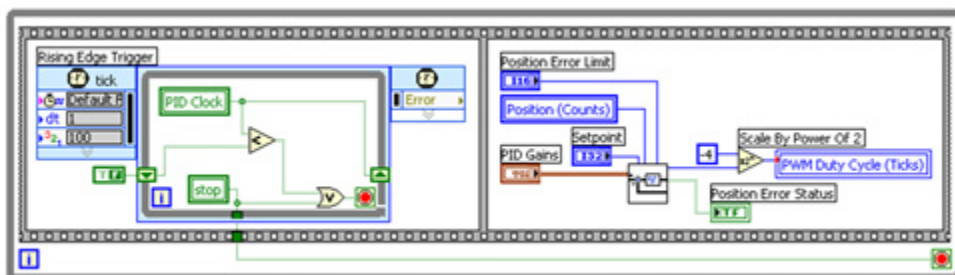 Rising Edge Trigger
tick
Default
dt 1
100
PID Clock
stop
Error
i
Position Error Limit
I16
Position (Counts)
Setpoint
I32
PID Gains
-4
Scale By Power Of 2
PWM Duty Cycle (Ticks)
Position Error Status
TF
i